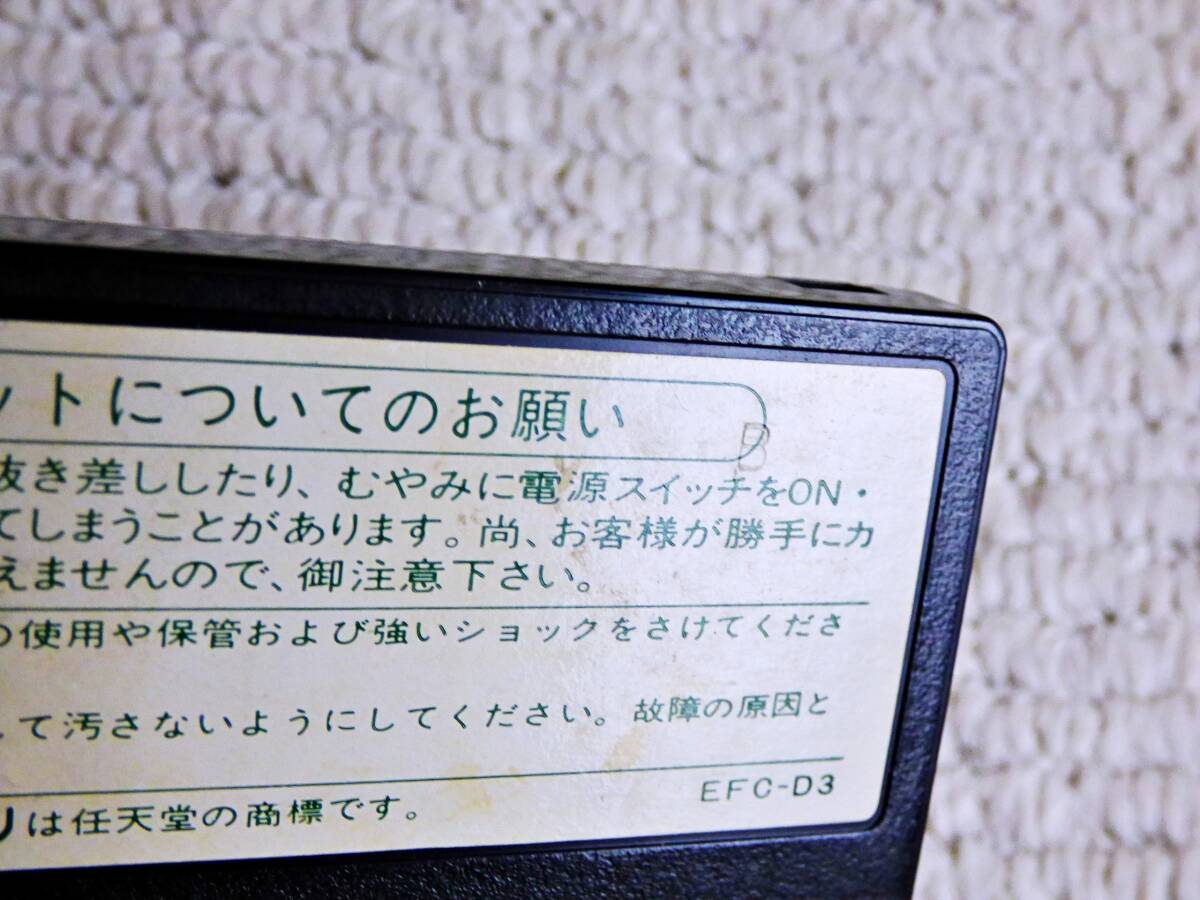 ットについてのお願い
B
抜き差ししたり、むやみに電源スイッチをON・
てしまうことがあります。尚、お客様が勝手にカ
えませんので、御注意下さい。
の使用や保管および強いショックをさけてくださ
して汚さないようにしてください。故障の原因と
EFC-D3
リは任天堂の商標です。